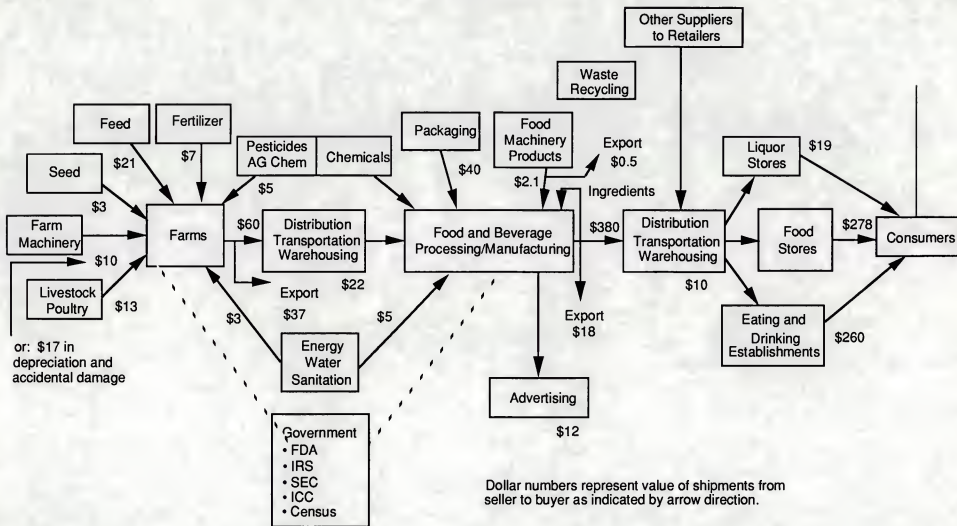 Other Suppliers
to Retailers
Waste
Recycling
Feed
Fertilizer
Packaging
Food
Machinery
Products
Export
$0.5
Pesticides
AG Chem
Chemicals
Liquor
Stores
$19
$21
$7
$40
Seed
$5
$2.1
Ingredients
$3
Farm
Machinery
Farms
$60
Distribution
Transportation
Warehousing
Food and Beverage
Processing/Manufacturing
$380
Distribution
Transportation
Warehousing
Food
Stores
$278
Consumers
$10
$22
$10
Livestock
Poultry
$13
Export
$37
$3
$5
Export
$18
Eating and
Drinking
Establishments
$260
or: $17 in
depreciation and
accidental damage
Energy
Water
Sanitation
Advertising
$12
Government
• FDA
• IRS
• SEC
• ICC
• Census
Dollar numbers represent value of shipments from
seller to buyer as indicated by arrow direction.